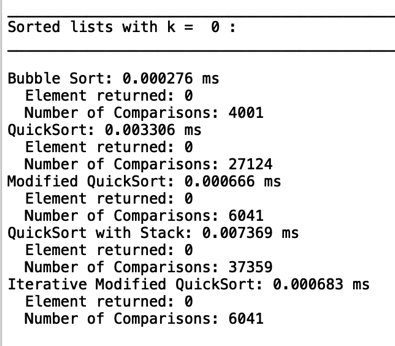 Sorted lists with k =  0 :
Bubble Sort: 0.000276 ms
Element returned: 0
Number of Comparisons: 4001
QuickSort: 0.003306 ms
Element returned: 0
Number of Comparisons: 27124
Modified QuickSort: 0.000666 ms
Element returned: 0
Number of Comparisons: 6041
QuickSort with Stack: 0.007369 ms
Element returned: 0
Number of Comparisons: 37359
Iterative Modified QuickSort: 0.000683 ms
Element returned: 0
Number of Comparisons: 6041